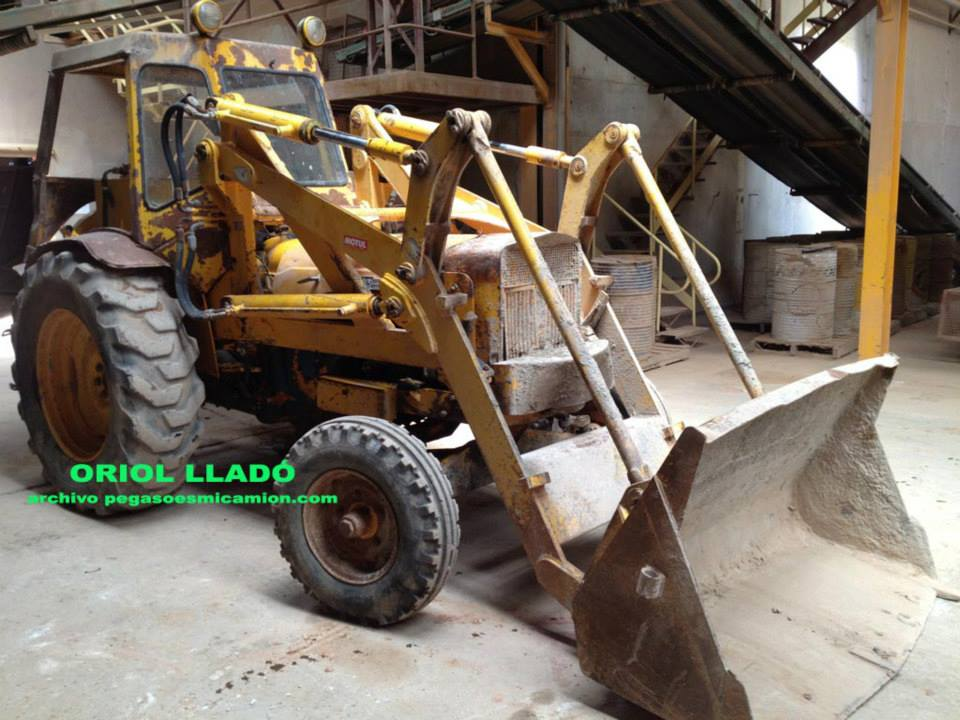 MOTUL
ORIOL LLADÓ
archivo pegasoesmicamion.com